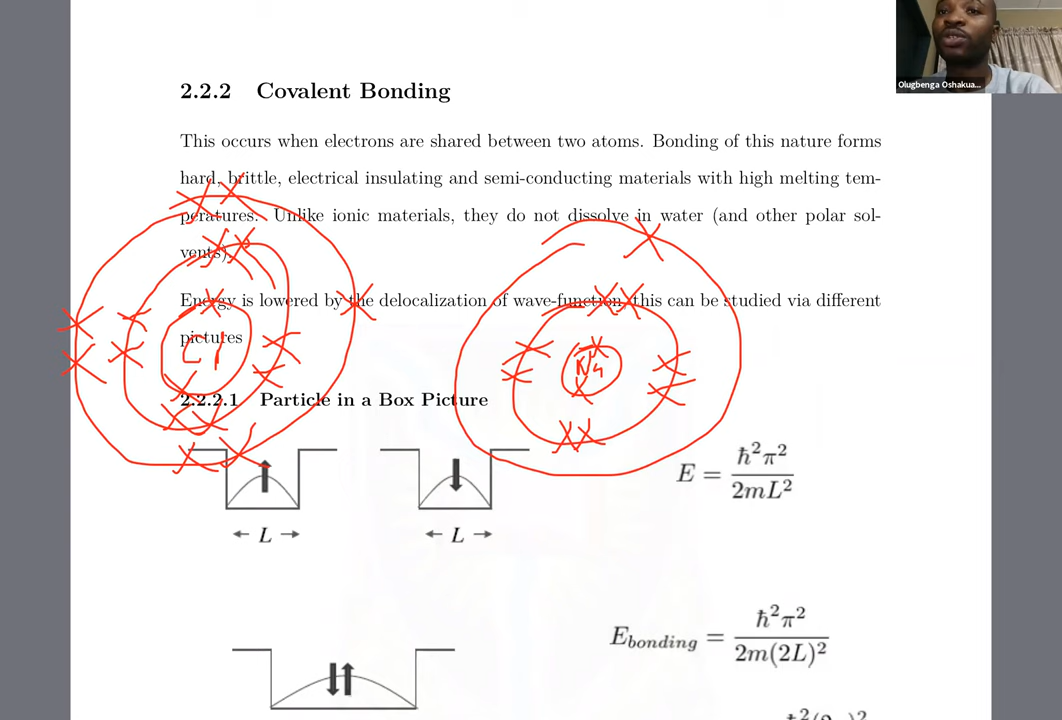 Olugbenga Oshakua...
2.2.2 Covalent Bonding
This occurs when electrons are shared between two atoms. Bonding of this nature forms
hard, brittle, electrical insulating and semi-conducting materials with high melting tem-
peratures. Unlike ionic materials, they do not dissolve in water (and other polar sol-
vents).
Energy is lowered by the delocalization of wave-function, this can be studied via different
pictures
Cl
Na
2.2.2.1 Particle in a Box Picture
E = ℏ²π² / 2mL²
← L →
← L →
E_bonding = ℏ²π² / 2m(2L)²